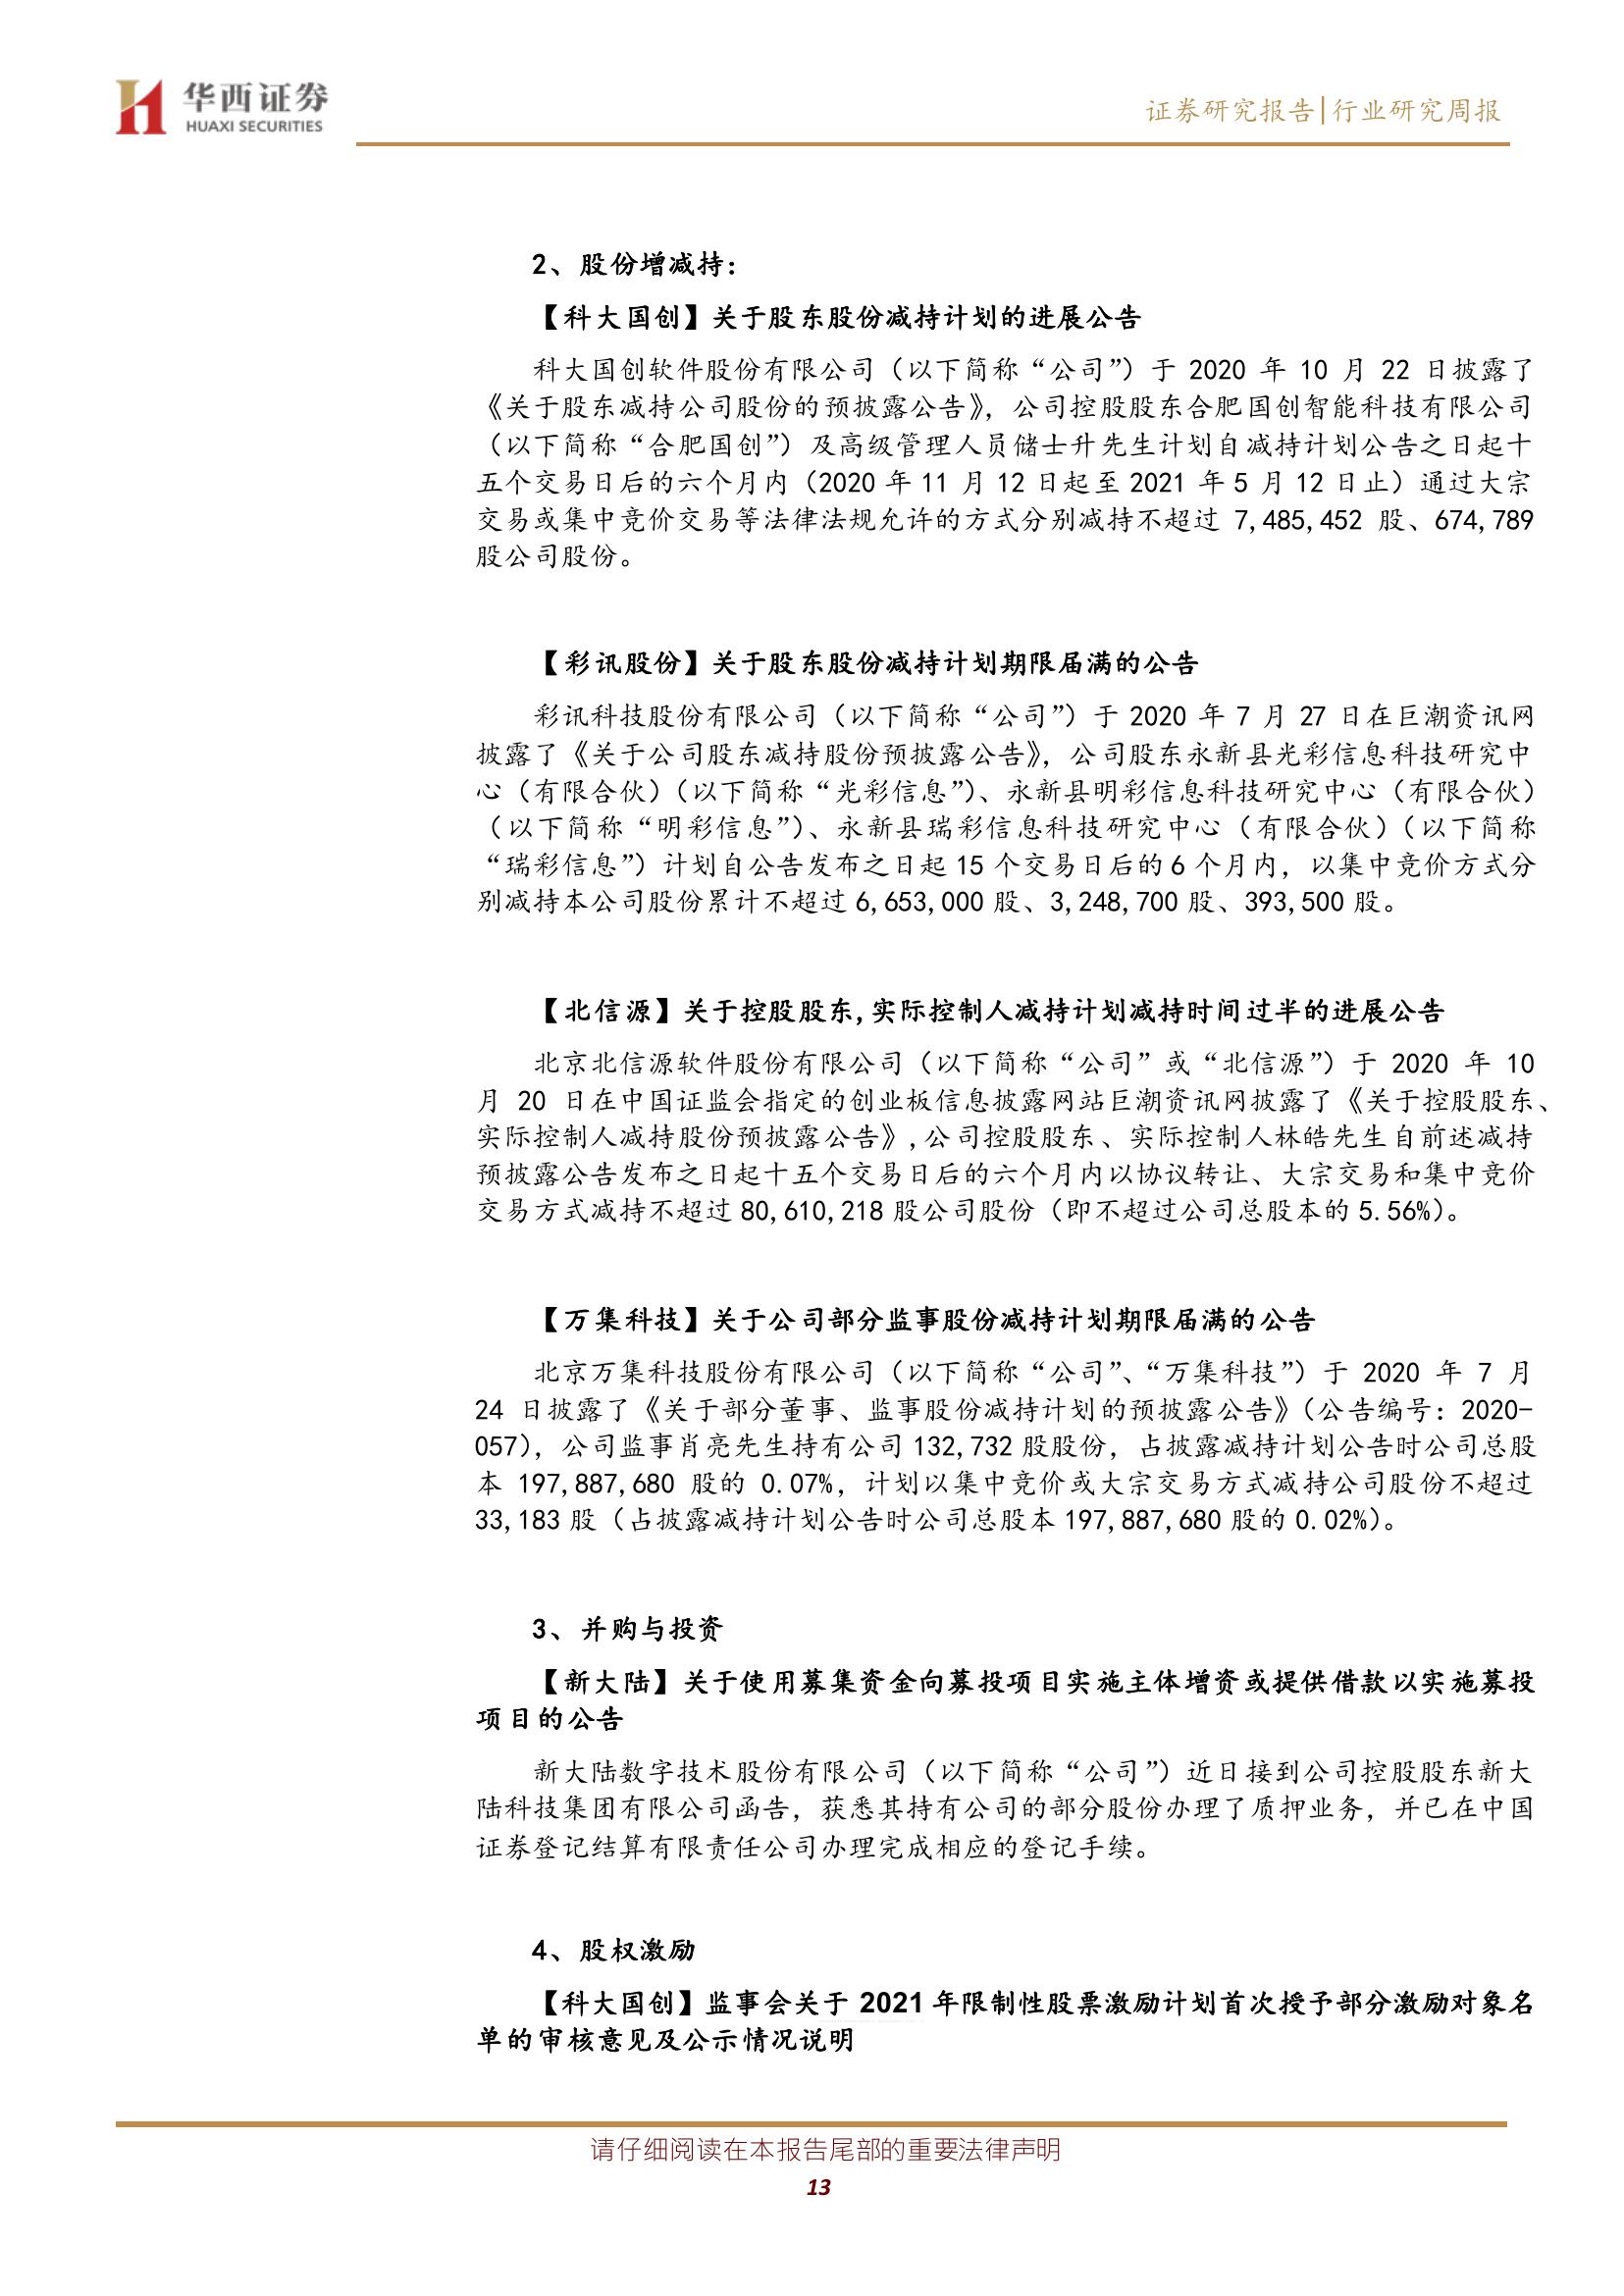 华西证券
HUAXI SECURITIES
证券研究报告|行业研究周报
2、股份增减持：
【科大国创】关于股东股份减持计划的进展公告
科大国创软件股份有限公司（以下简称“公司”）于 2020 年 10 月 22 日披露了
《关于股东减持公司股份的预披露公告》，公司控股股东合肥国创智能科技有限公司
（以下简称“合肥国创”）及高级管理人员储士升先生计划自减持计划公告之日起十
五个交易日后的六个月内（2020 年 11 月 12 日起至 2021 年 5 月 12 日止）通过大宗
交易或集中竞价交易等法律法规允许的方式分别减持不超过 7,485,452 股、674,789
股公司股份。
【彩讯股份】关于股东股份减持计划期限届满的公告
彩讯科技股份有限公司（以下简称“公司”）于 2020 年 7 月 27 日在巨潮资讯网
披露了《关于公司股东减持股份预披露公告》，公司股东永新县光彩信息科技研究中
心（有限合伙）（以下简称“光彩信息”）、永新县明彩信息科技研究中心（有限合伙）
（以下简称“明彩信息”）、永新县瑞彩信息科技研究中心（有限合伙）（以下简称
“瑞彩信息”）计划自公告发布之日起 15 个交易日后的 6 个月内，以集中竞价方式分
别减持本公司股份累计不超过 6,653,000 股、3,248,700 股、393,500 股。
【北信源】关于控股股东,实际控制人减持计划减持时间过半的进展公告
北京北信源软件股份有限公司（以下简称“公司”或“北信源”）于 2020 年 10
月 20 日在中国证监会指定的创业板信息披露网站巨潮资讯网披露了《关于控股股东、
实际控制人减持股份预披露公告》,公司控股股东、实际控制人林皓先生自前述减持
预披露公告发布之日起十五个交易日后的六个月内以协议转让、大宗交易和集中竞价
交易方式减持不超过 80,610,218 股公司股份（即不超过公司总股本的 5.56%）。
【万集科技】关于公司部分监事股份减持计划期限届满的公告
北京万集科技股份有限公司（以下简称“公司”、“万集科技”）于 2020 年 7 月
24 日披露了《关于部分董事、监事股份减持计划的预披露公告》（公告编号：2020-
057），公司监事肖亮先生持有公司 132,732 股股份，占披露减持计划公告时公司总股
本 197,887,680 股的 0.07%，计划以集中竞价或大宗交易方式减持公司股份不超过
33,183 股（占披露减持计划公告时公司总股本 197,887,680 股的 0.02%）。
3、并购与投资
【新大陆】关于使用募集资金向募投项目实施主体增资或提供借款以实施募投
项目的公告
新大陆数字技术股份有限公司（以下简称“公司”）近日接到公司控股股东新大
陆科技集团有限公司函告，获悉其持有公司的部分股份办理了质押业务，并已在中国
证券登记结算有限责任公司办理完成相应的登记手续。
4、股权激励
【科大国创】监事会关于 2021 年限制性股票激励计划首次授予部分激励对象名
单的审核意见及公示情况说明
请仔细阅读在本报告尾部的重要法律声明
13